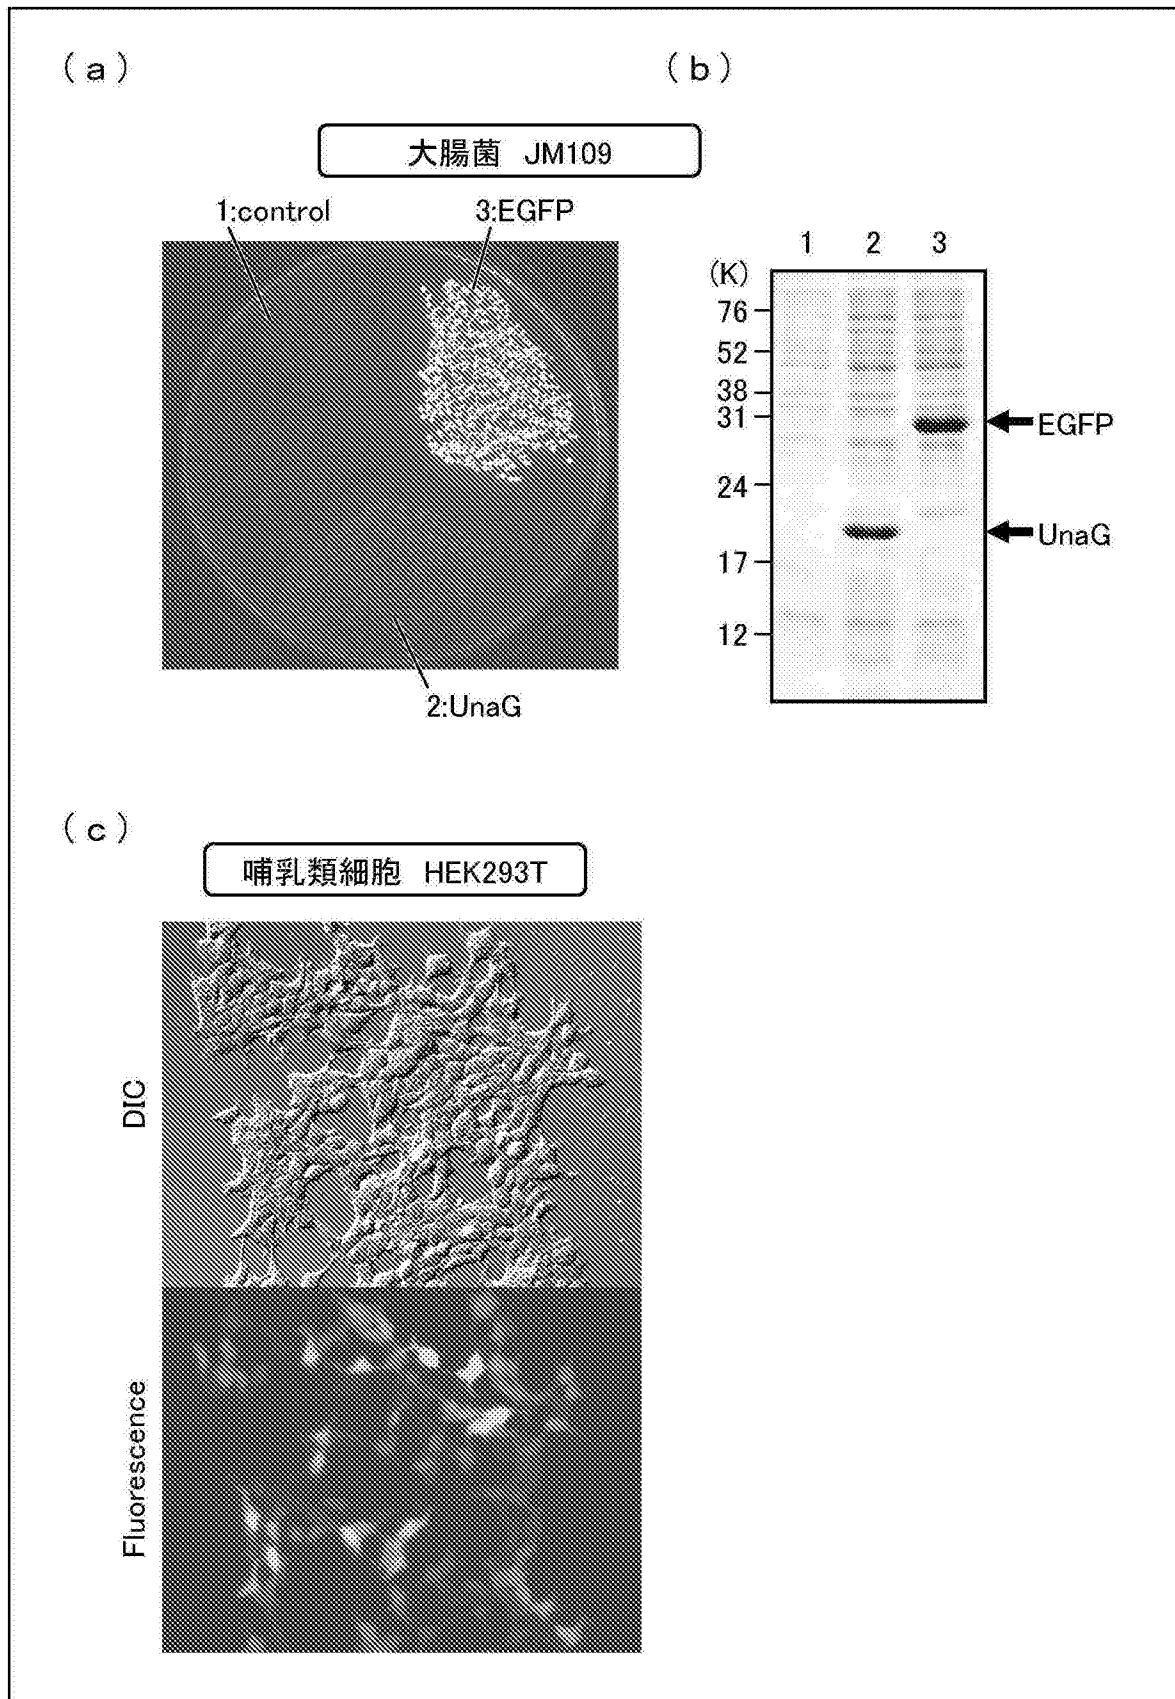 (a)
(b)
大腸菌 JM109
1:control
3:EGFP
2:UnaG
1 2 3
(K)
76
52
38
31
24
17
12
EGFP
UnaG
(c)
哺乳類細胞 HEK293T
DIC
Fluorescence